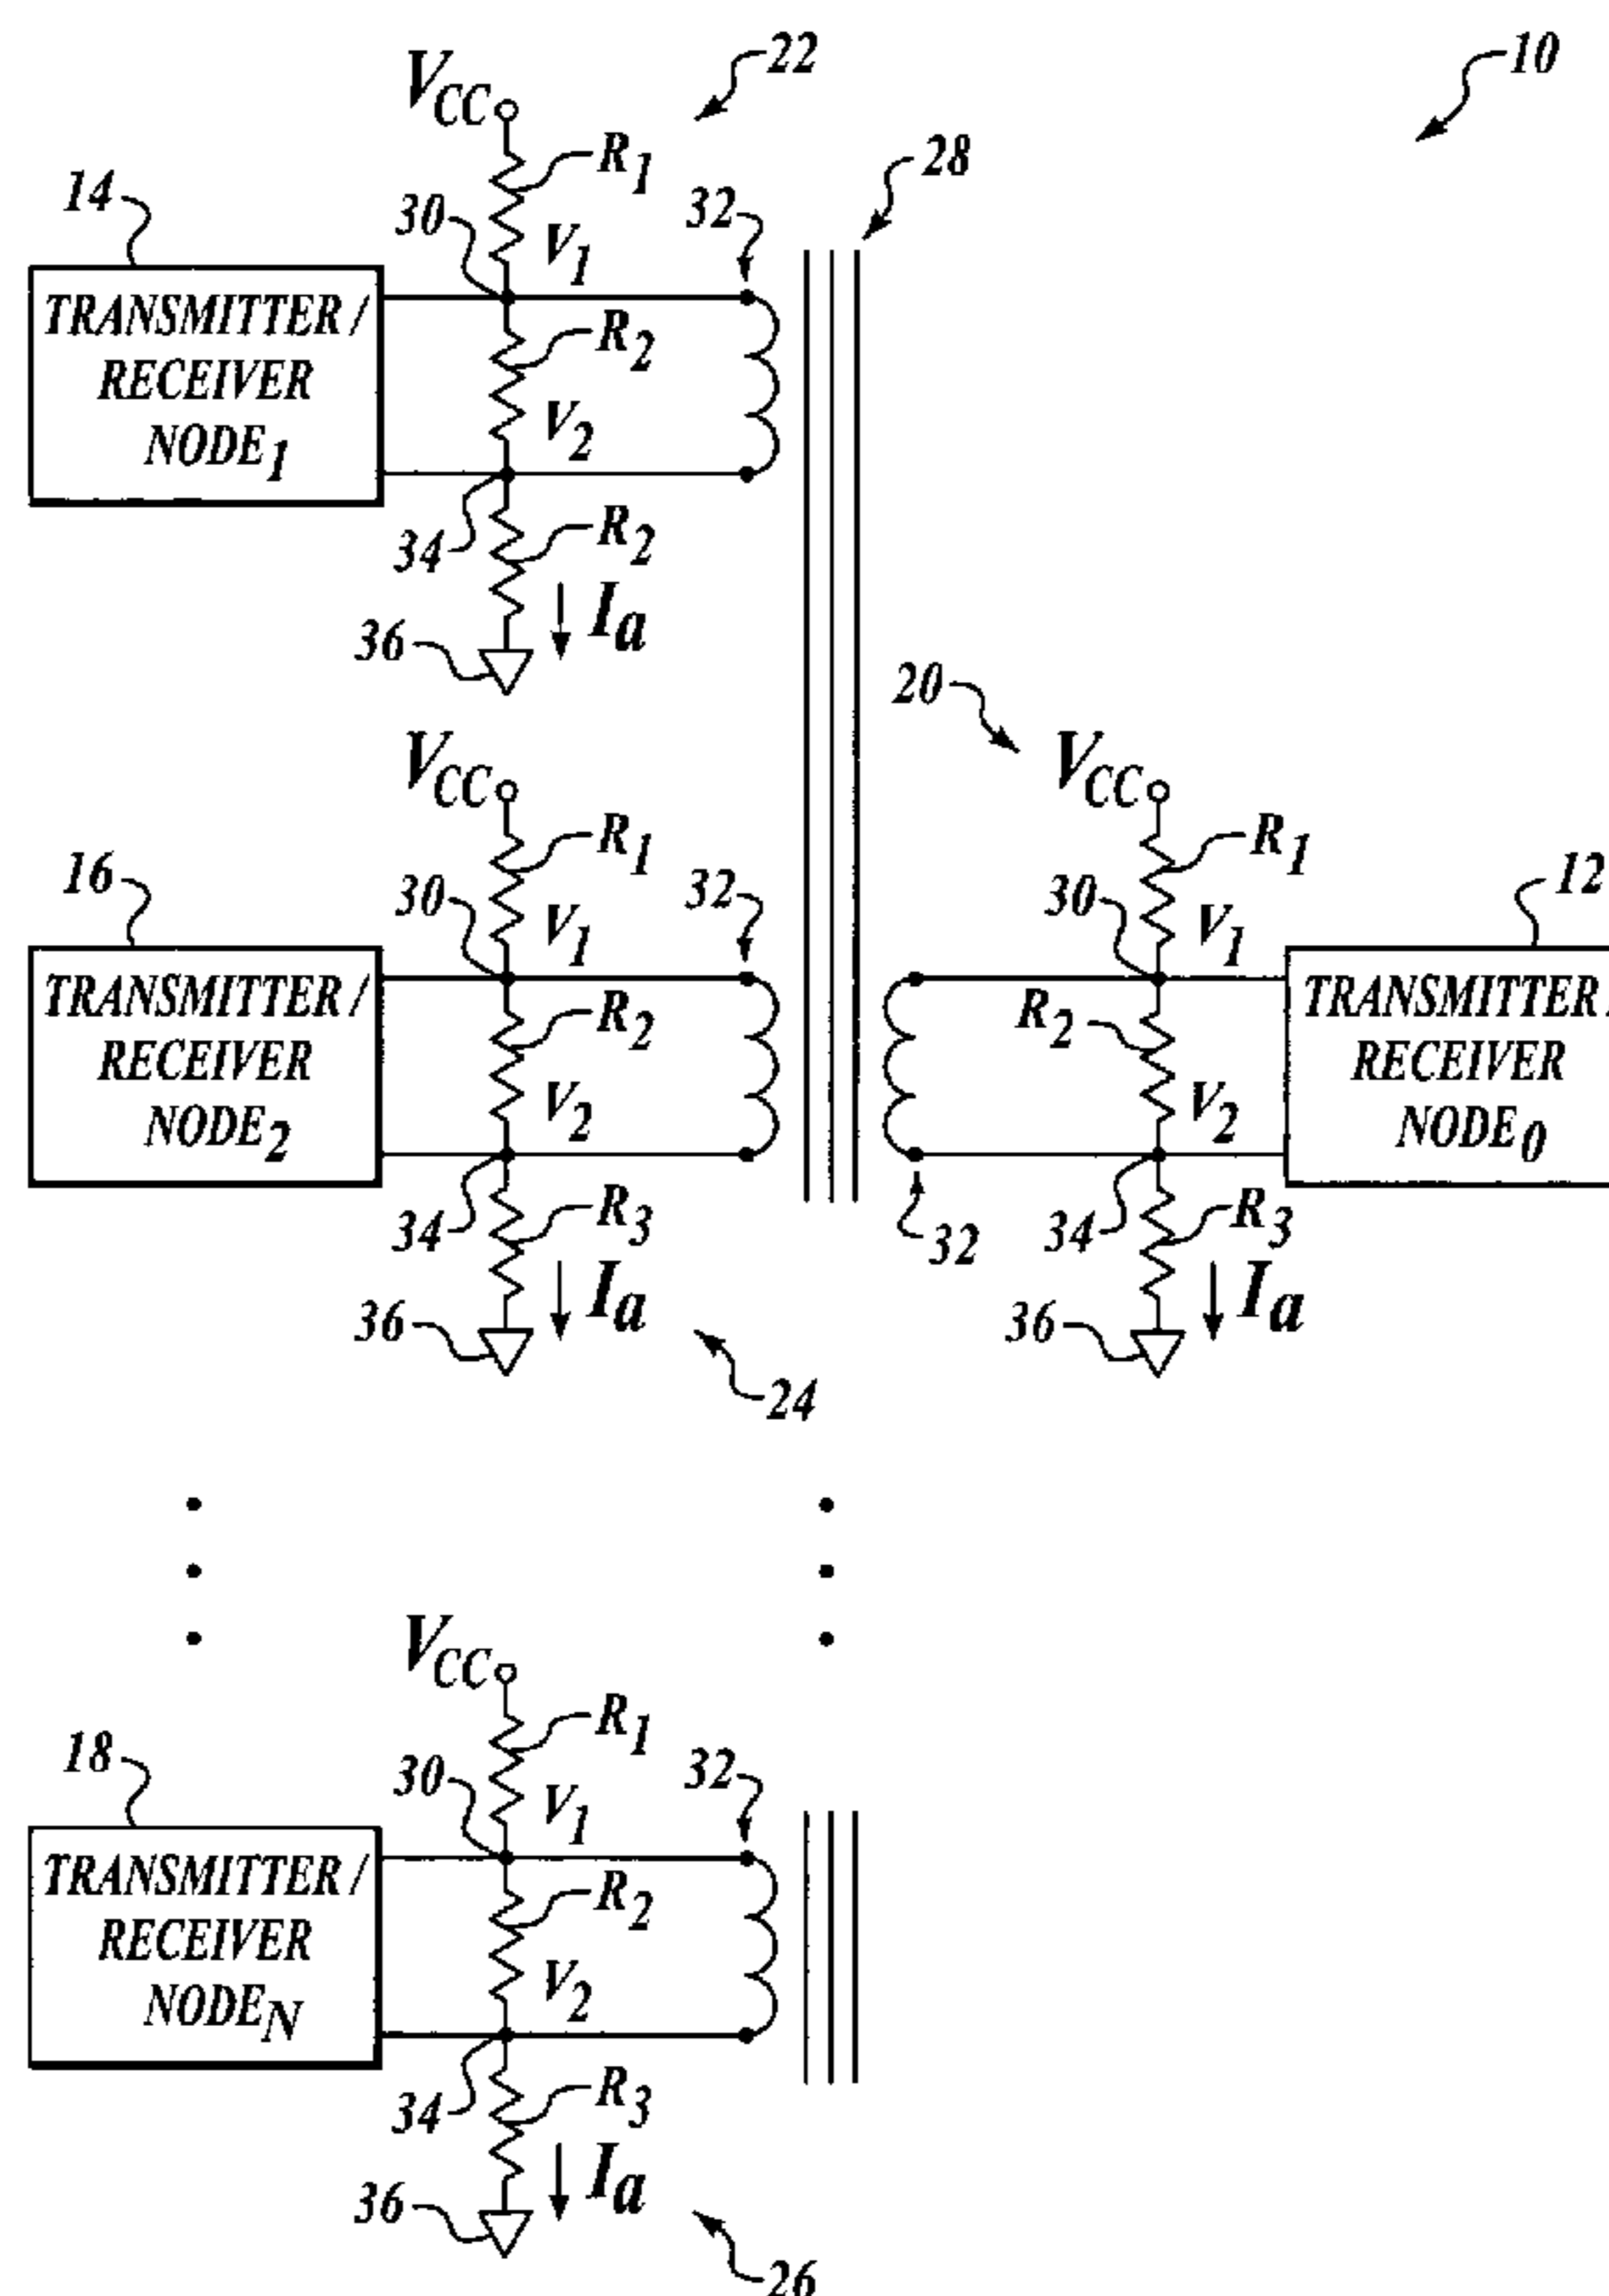 10
22
V_CC
R_1
28
14
30
V_1
32
TRANSMITTER /
RECEIVER
NODE_1
R_2
V_2
34
R_2
36
I_a
20
V_CC
R_1
16
30
V_1
32
TRANSMITTER /
RECEIVER
NODE_2
R_2
V_2
34
R_3
36
I_a
24
V_CC
R_1
12
30
V_1
TRANSMITTER /
RECEIVER
NODE_0
R_2
V_2
32
34
R_3
36
I_a
V_CC
R_1
18
30
V_1
32
TRANSMITTER /
RECEIVER
NODE_N
R_2
V_2
34
R_3
36
I_a
26